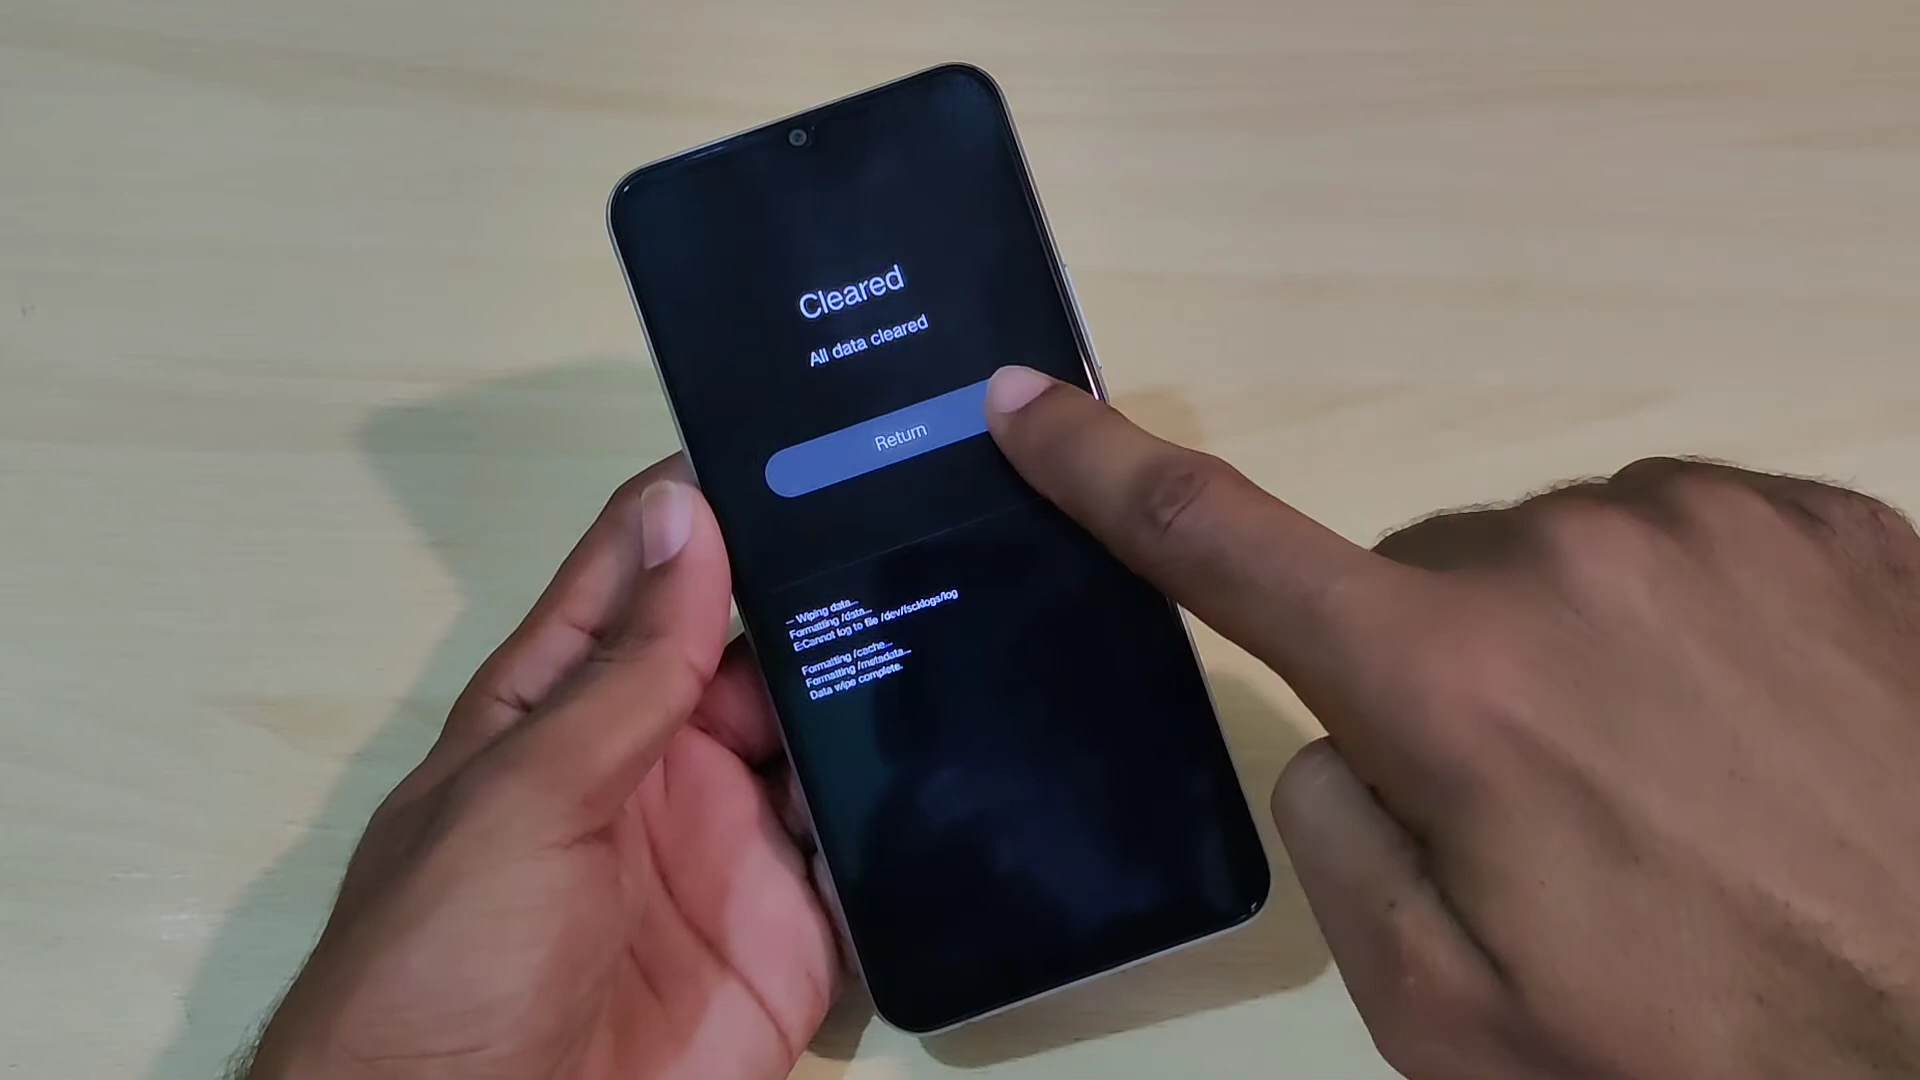 Cleared
All data cleared
Return
-- Wiping data...
Formatting /data...
E:Cannot log to file /dev/fscklogs/log
Formatting /cache...
Formatting /metadata...
Data wipe complete.